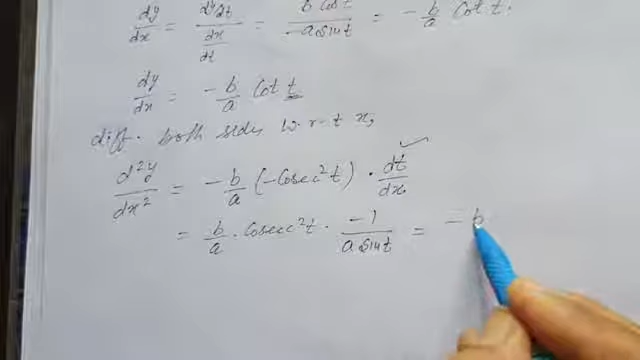 dy/dx = dy/dt / dx/dt = b cos t / -a sin t = - b/a cot t.
dy/dx = - b/a cot t
diff. both sides w.r.t x,
d²y/dx² = - b/a (-cosec²t) · dt/dx
= b/a · cosec²t · -1/a sin t = - b